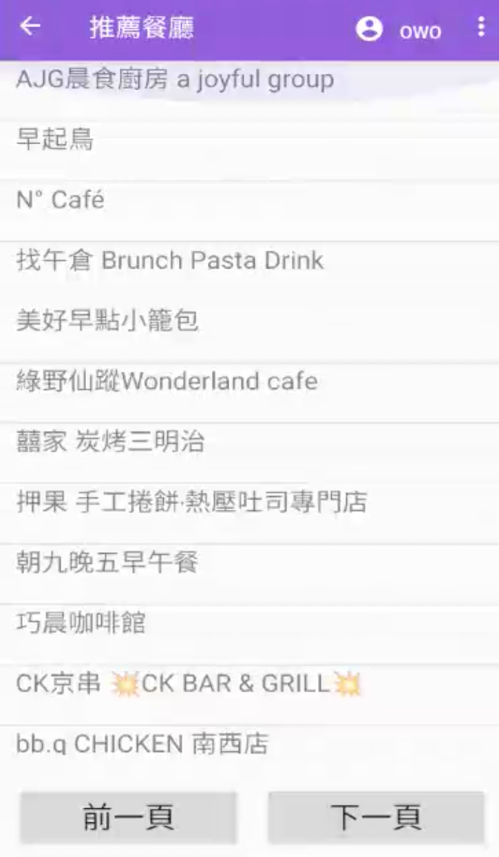 推薦餐廳 owo
AJG晨食廚房 a joyful group
早起鳥
N° Café
找午倉 Brunch Pasta Drink
美好早點小籠包
綠野仙蹤Wonderland cafe
囍家 炭烤三明治
押果 手工捲餅·熱壓吐司專門店
朝九晚五早午餐
巧晨咖啡館
CK京串 💥CK BAR & GRILL💥
bb.q CHICKEN 南西店
前一頁 下一頁